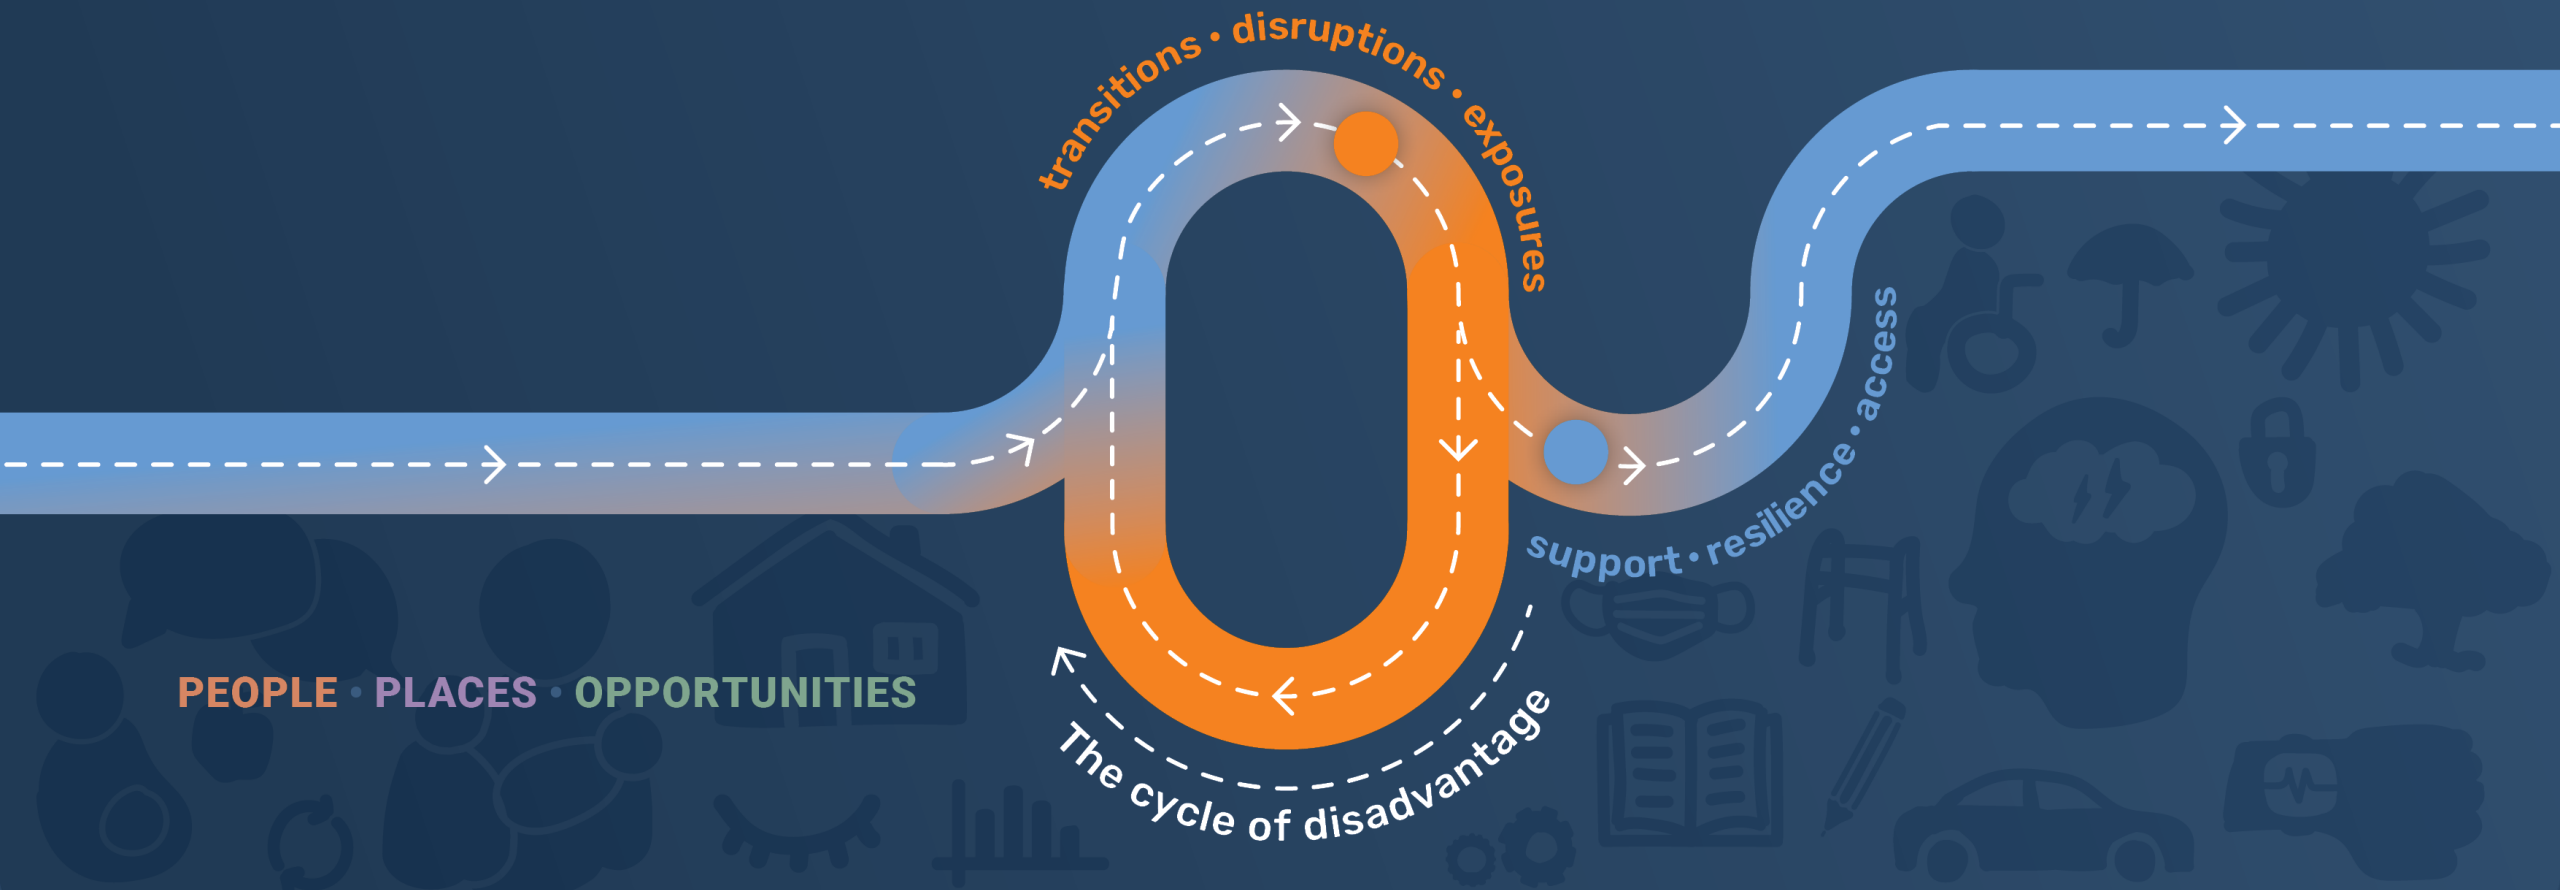 transitions • disruptions • exposures
support • resilience • access
PEOPLE • PLACES • OPPORTUNITIES
The cycle of disadvantage